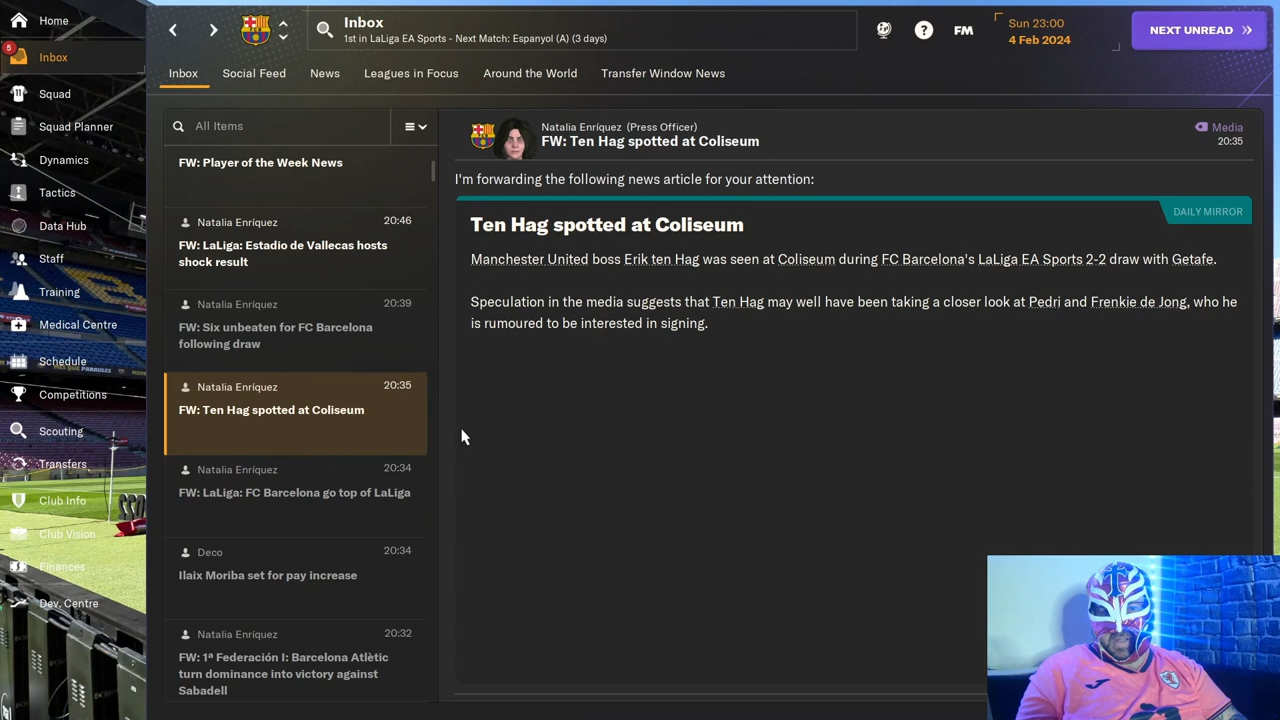 Home
5
Inbox
Squad
Squad Planner
Dynamics
Tactics
Data Hub
Staff
Training
Medical Centre
Schedule
Competitions
Scouting
Transfers
Club Info
Club Vision
Finances
Dev. Centre
Inbox
1st in LaLiga EA Sports - Next Match: Espanyol (A) (3 days)
?
FM
Sun 23:00
4 Feb 2024
NEXT UNREAD
Inbox
Social Feed
News
Leagues in Focus
Around the World
Transfer Window News
All Items
FW: Player of the Week News
Natalia Enríquez
20:46
FW: LaLiga: Estadio de Vallecas hosts
shock result
Natalia Enríquez
20:39
FW: Six unbeaten for FC Barcelona
following draw
Natalia Enríquez
20:35
FW: Ten Hag spotted at Coliseum
Natalia Enríquez
20:34
FW: LaLiga: FC Barcelona go top of LaLiga
Deco
20:34
Ilaix Moriba set for pay increase
Natalia Enríquez
20:32
FW: 1ª Federación I: Barcelona Atlètic
turn dominance into victory against
Sabadell
Natalia Enríquez (Press Officer)
FW: Ten Hag spotted at Coliseum
Media
20:35
I'm forwarding the following news article for your attention:
DAILY MIRROR
Ten Hag spotted at Coliseum
Manchester United boss Erik ten Hag was seen at Coliseum during FC Barcelona's LaLiga EA Sports 2-2 draw with Getafe.
Speculation in the media suggests that Ten Hag may well have been taking a closer look at Pedri and Frenkie de Jong, who he
is rumoured to be interested in signing.